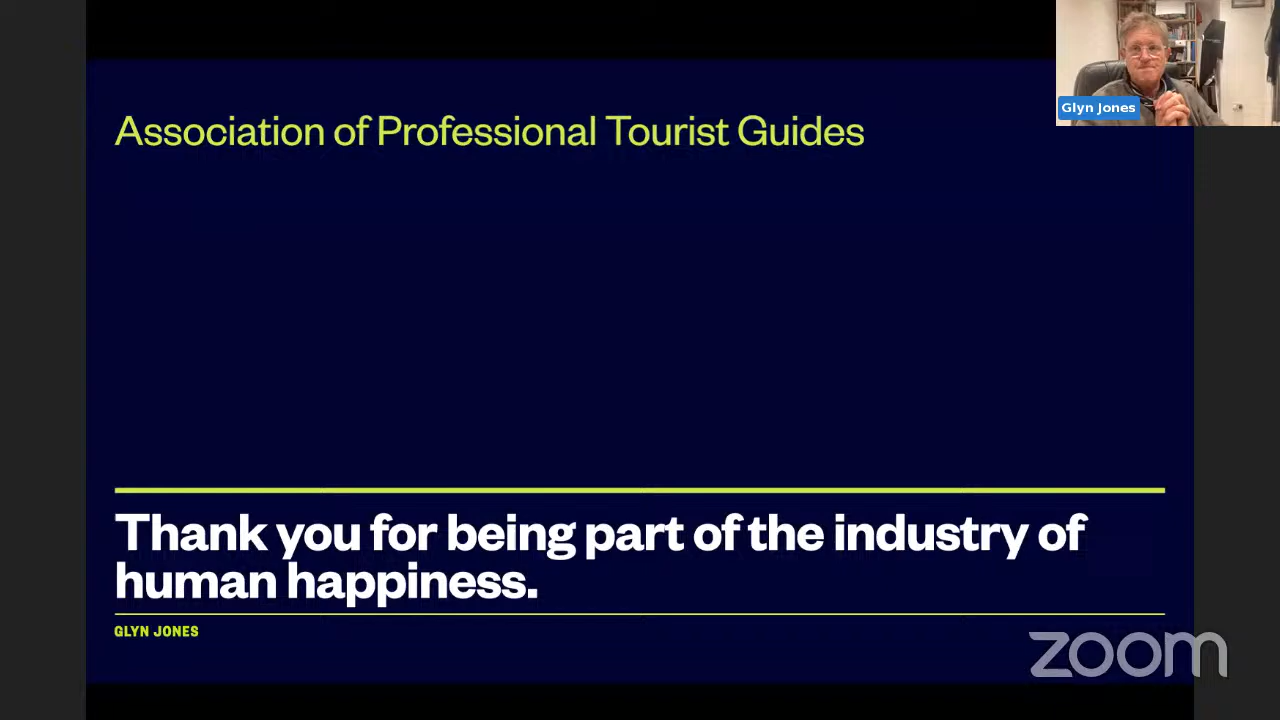 Association of Professional Tourist Guides
Glyn Jones
Thank you for being part of the industry of
human happiness.
GLYN JONES
zoom